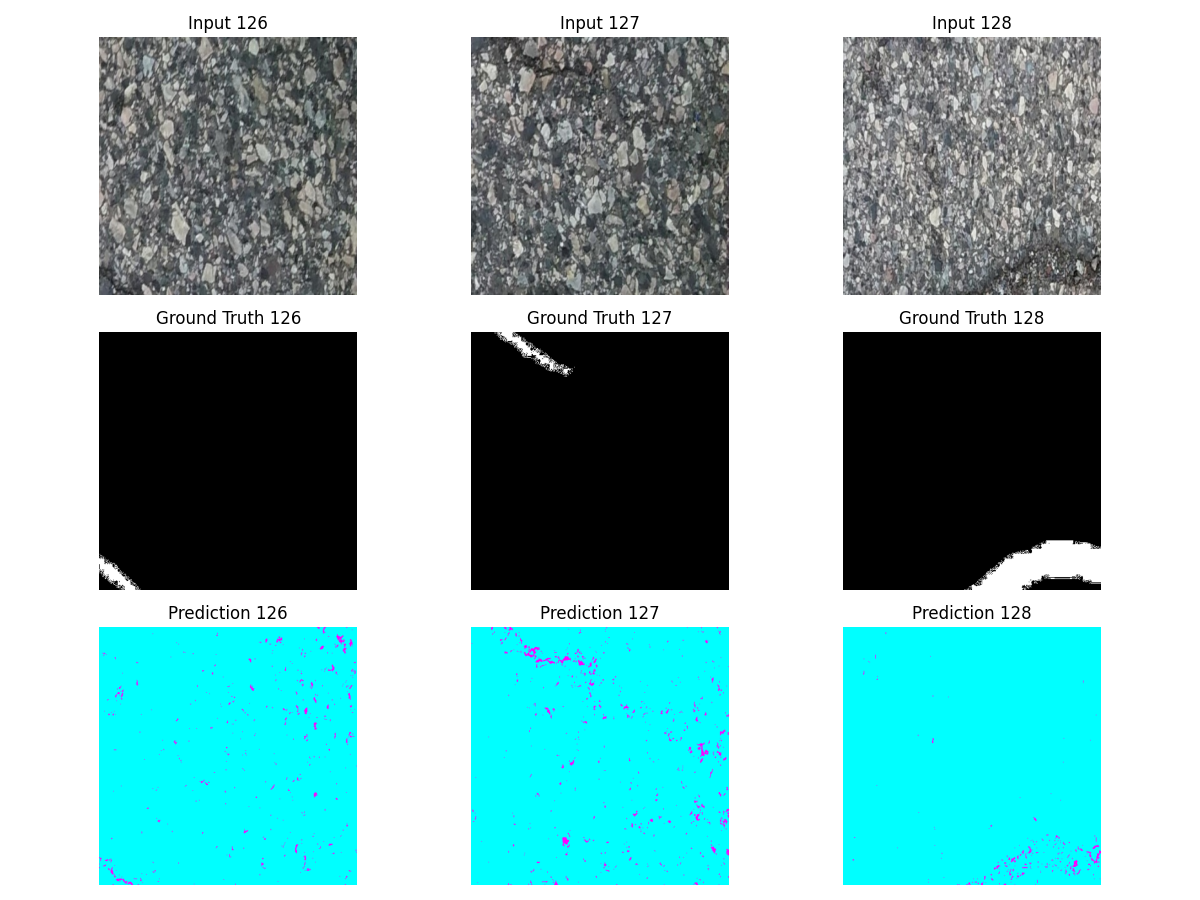 Input 126
Input 127
Input 128
Ground Truth 126
Ground Truth 127
Ground Truth 128
Prediction 126
Prediction 127
Prediction 128